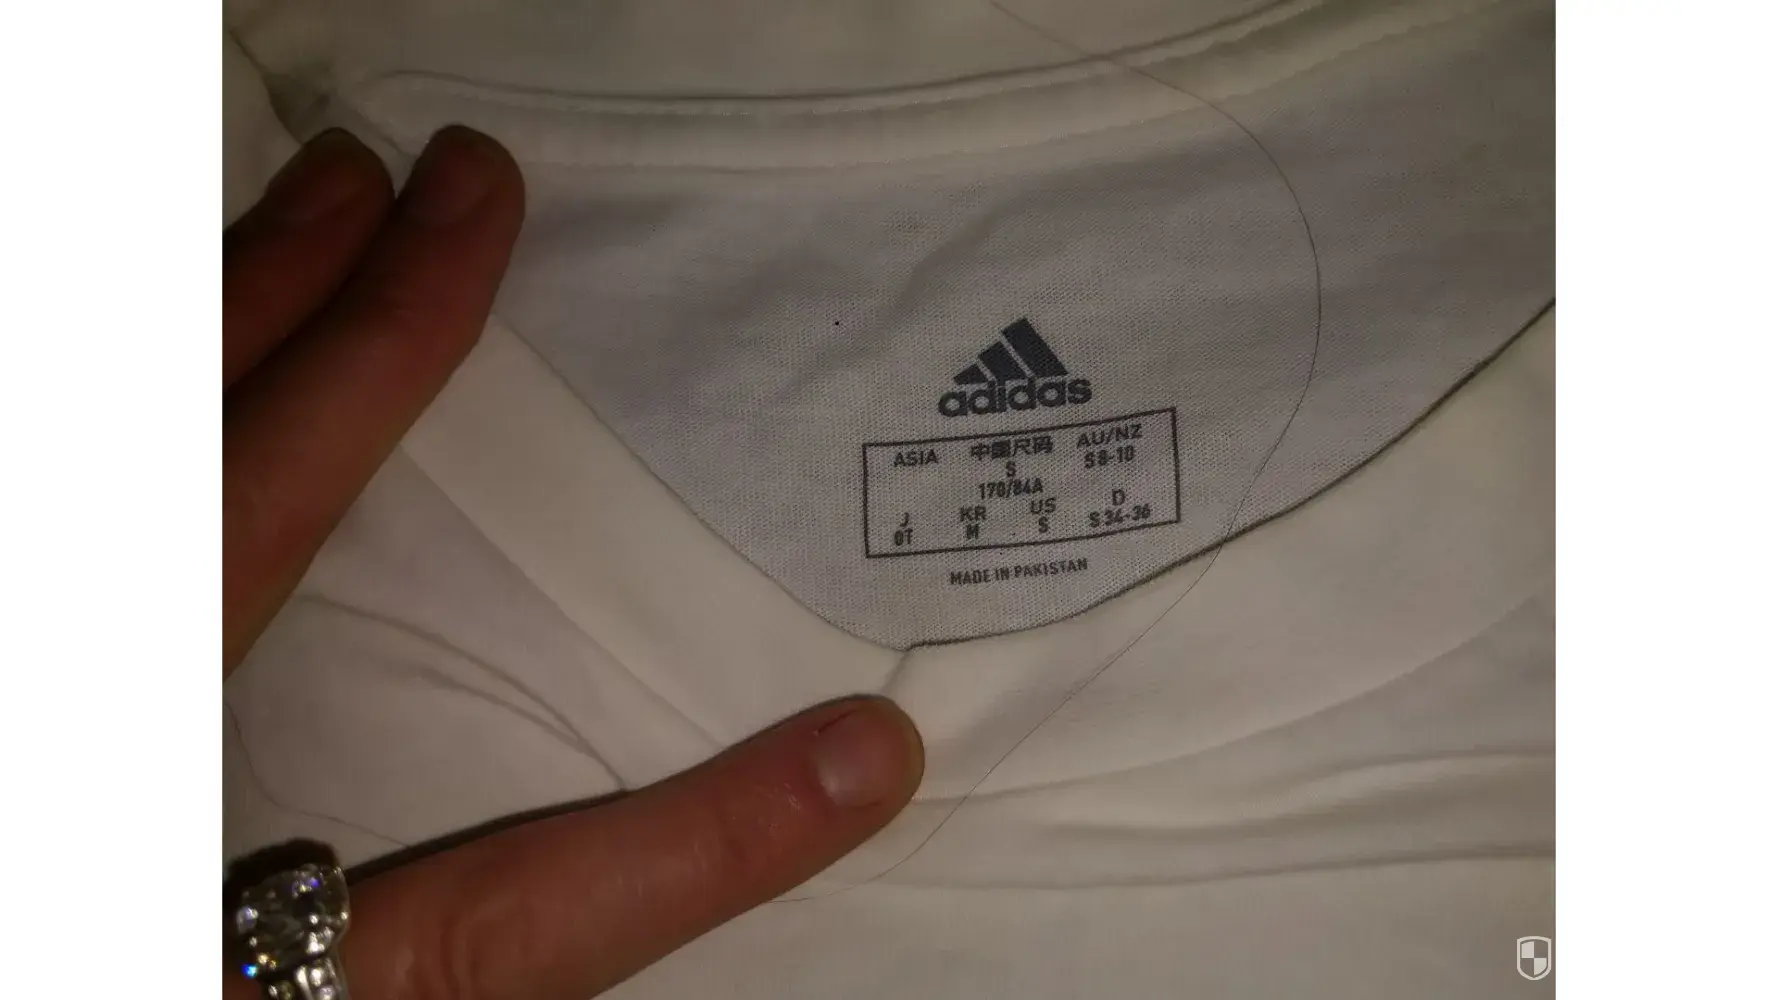 adidas
ASIA 中国尺码 AU/NZ
S S 8-10
170/84A
J KR US D
OT M S S 34-36
MADE IN PAKISTAN